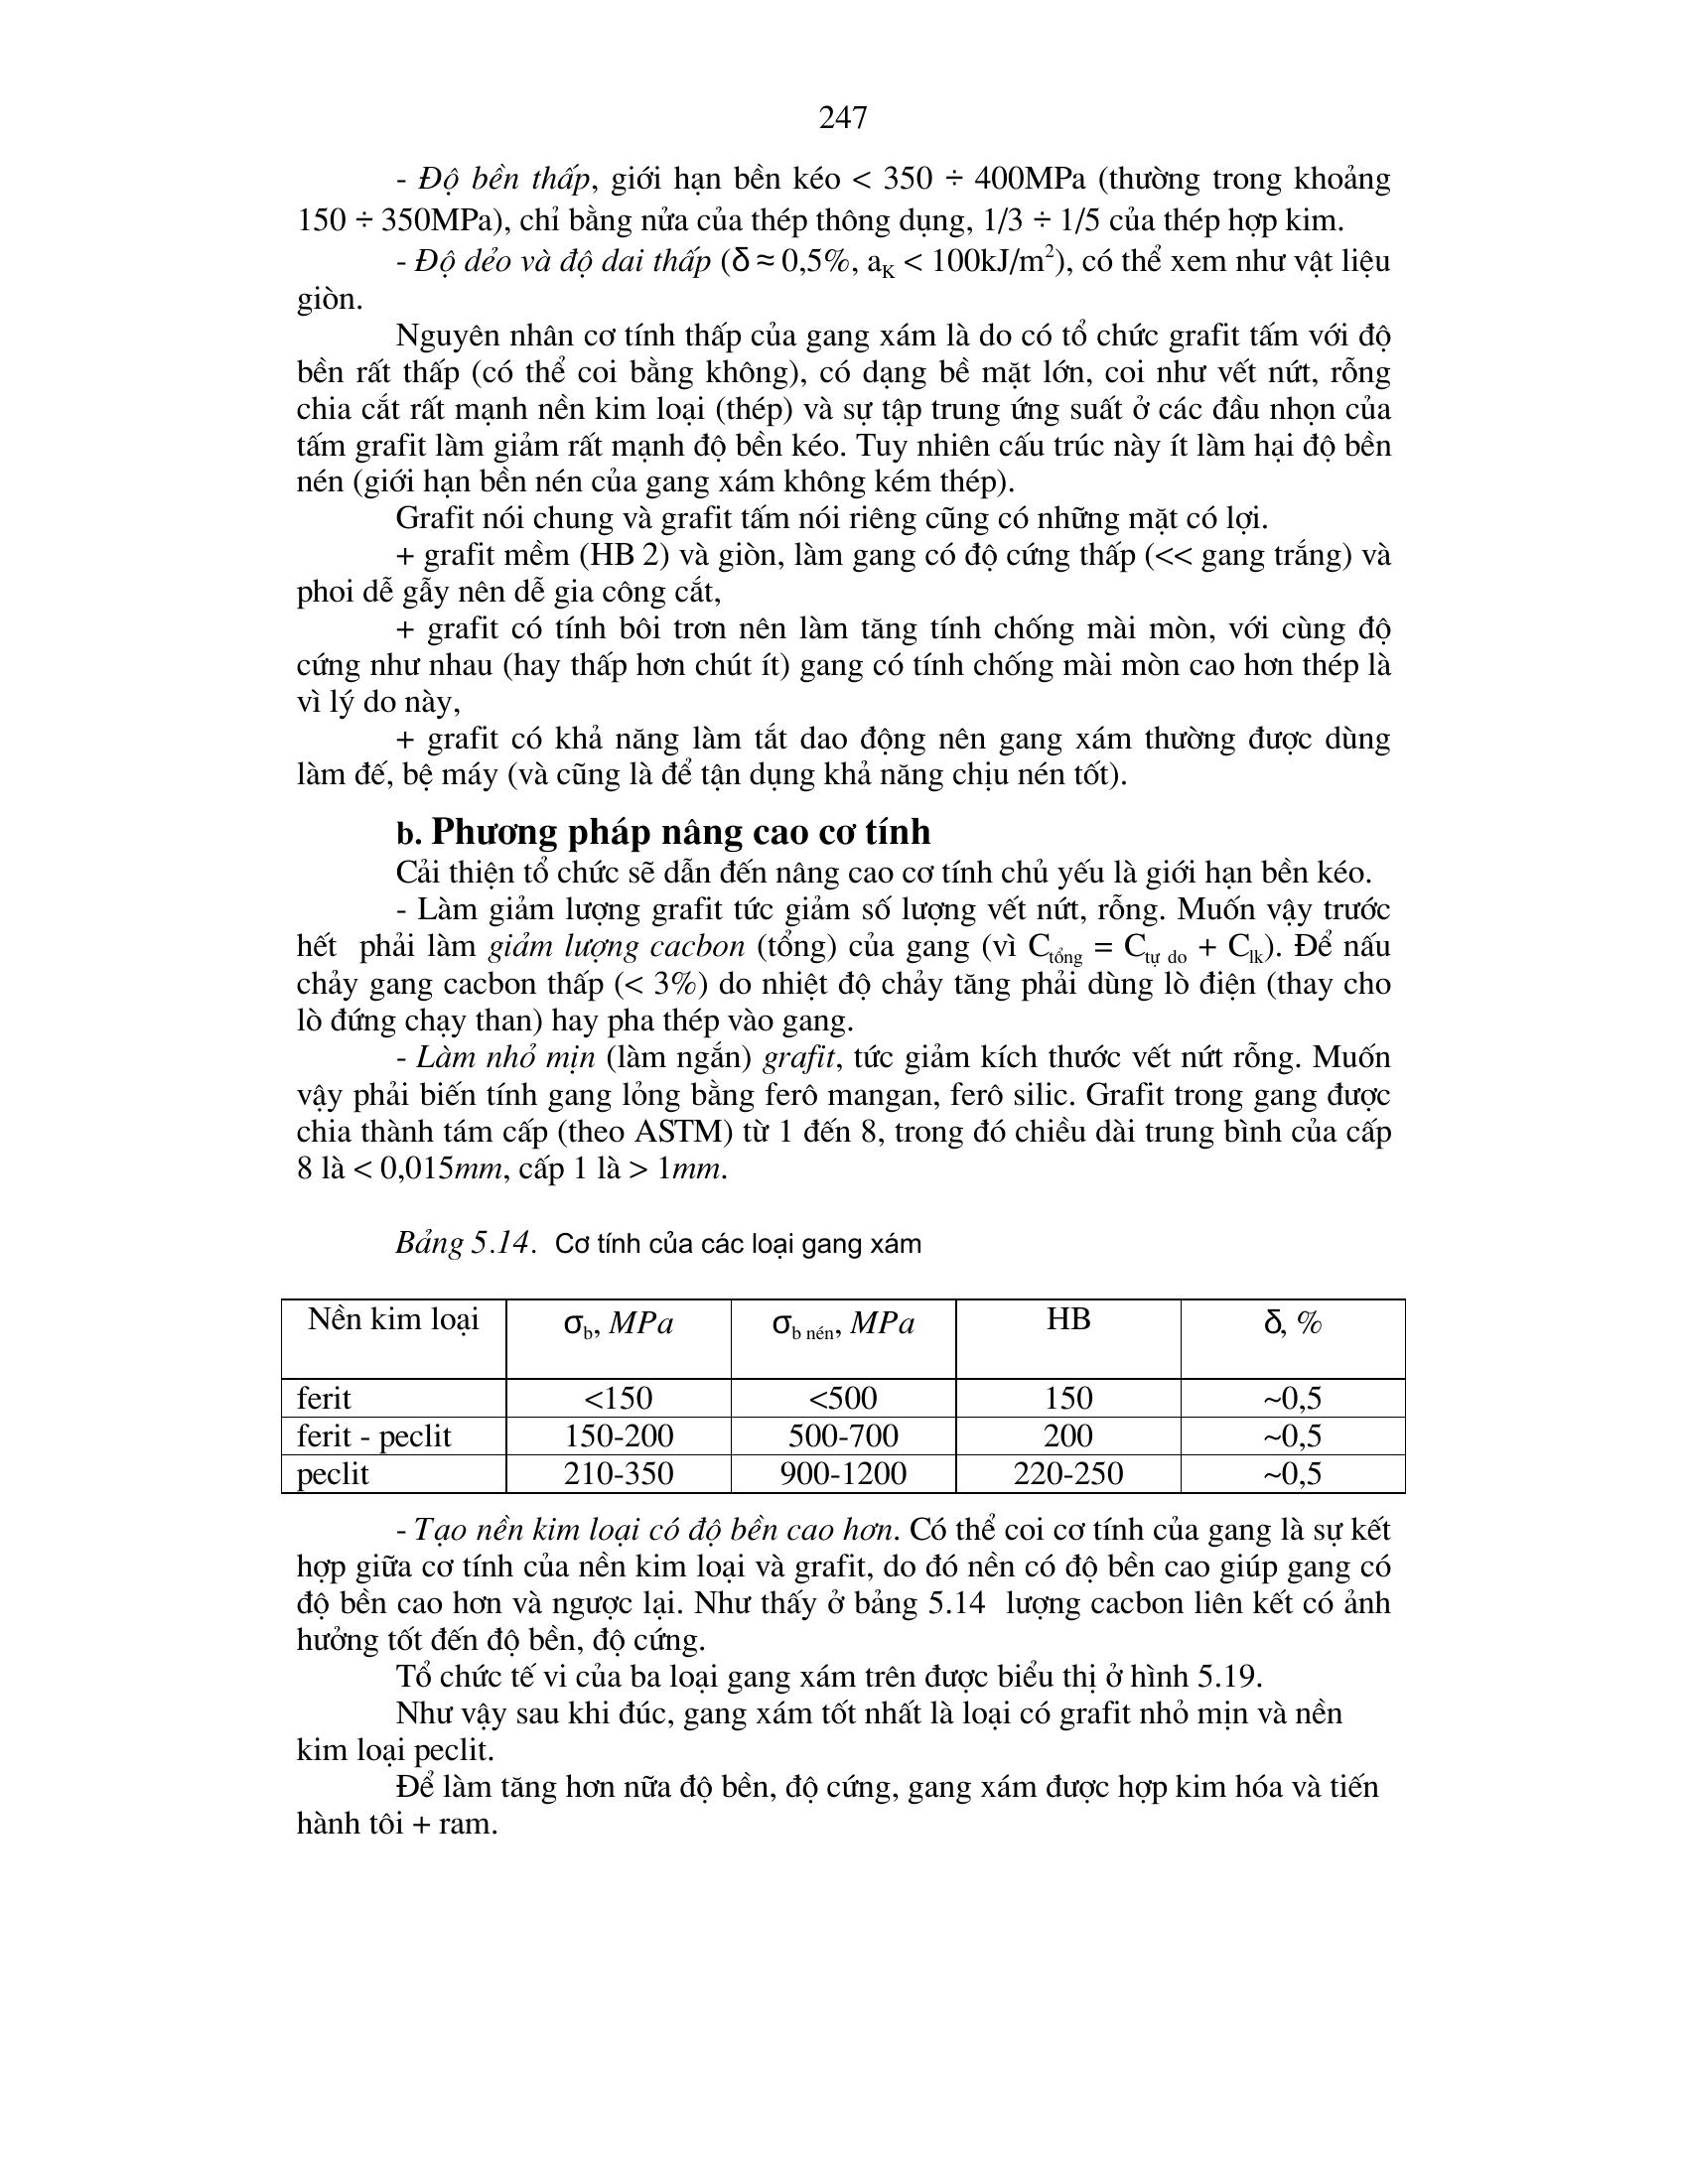 247
- Độ bền thấp, giới hạn bền kéo < 350 ÷ 400MPa (thường trong khoảng
150 ÷ 350MPa), chỉ bằng nửa của thép thông dụng, 1/3 ÷ 1/5 của thép hợp kim.
- Độ dẻo và độ dai thấp (δ ≈ 0,5%, aK < 100kJ/m²), có thể xem như vật liệu
giòn.
Nguyên nhân cơ tính thấp của gang xám là do có tổ chức grafit tấm với độ
bền rất thấp (có thể coi bằng không), có dạng bề mặt lớn, coi như vết nứt, rỗng
chia cắt rất mạnh nền kim loại (thép) và sự tập trung ứng suất ở các đầu nhọn của
tấm grafit làm giảm rất mạnh độ bền kéo. Tuy nhiên cấu trúc này ít làm hại độ bền
nén (giới hạn bền nén của gang xám không kém thép).
Grafit nói chung và grafit tấm nói riêng cũng có những mặt có lợi.
+ grafit mềm (HB 2) và giòn, làm gang có độ cứng thấp (<< gang trắng) và
phoi dễ gẫy nên dễ gia công cắt,
+ grafit có tính bôi trơn nên làm tăng tính chống mài mòn, với cùng độ
cứng như nhau (hay thấp hơn chút ít) gang có tính chống mài mòn cao hơn thép là
vì lý do này,
+ grafit có khả năng làm tắt dao động nên gang xám thường được dùng
làm đế, bệ máy (và cũng là để tận dụng khả năng chịu nén tốt).
b. Phương pháp nâng cao cơ tính
Cải thiện tổ chức sẽ dẫn đến nâng cao cơ tính chủ yếu là giới hạn bền kéo.
- Làm giảm lượng grafit tức giảm số lượng vết nứt, rỗng. Muốn vậy trước
hết phải làm giảm lượng cacbon (tổng) của gang (vì Ctổng = Ctự do + Clk). Để nấu
chảy gang cacbon thấp (< 3%) do nhiệt độ chảy tăng phải dùng lò điện (thay cho
lò đứng chạy than) hay pha thép vào gang.
- Làm nhỏ mịn (làm ngắn) grafit, tức giảm kích thước vết nứt rỗng. Muốn
vậy phải biến tính gang lỏng bằng ferô mangan, ferô silic. Grafit trong gang được
chia thành tám cấp (theo ASTM) từ 1 đến 8, trong đó chiều dài trung bình của cấp
8 là < 0,015mm, cấp 1 là > 1mm.
Bảng 5.14. Cơ tính của các loại gang xám
Nền kim loại σb, MPa σb nén, MPa HB δ, %
ferit <150 <500 150 ~0,5
ferit - peclit 150-200 500-700 200 ~0,5
peclit 210-350 900-1200 220-250 ~0,5
- Tạo nền kim loại có độ bền cao hơn. Có thể coi cơ tính của gang là sự kết
hợp giữa cơ tính của nền kim loại và grafit, do đó nền có độ bền cao giúp gang có
độ bền cao hơn và ngược lại. Như thấy ở bảng 5.14 lượng cacbon liên kết có ảnh
hưởng tốt đến độ bền, độ cứng.
Tổ chức tế vi của ba loại gang xám trên được biểu thị ở hình 5.19.
Như vậy sau khi đúc, gang xám tốt nhất là loại có grafit nhỏ mịn và nền
kim loại peclit.
Để làm tăng hơn nữa độ bền, độ cứng, gang xám được hợp kim hóa và tiến
hành tôi + ram.